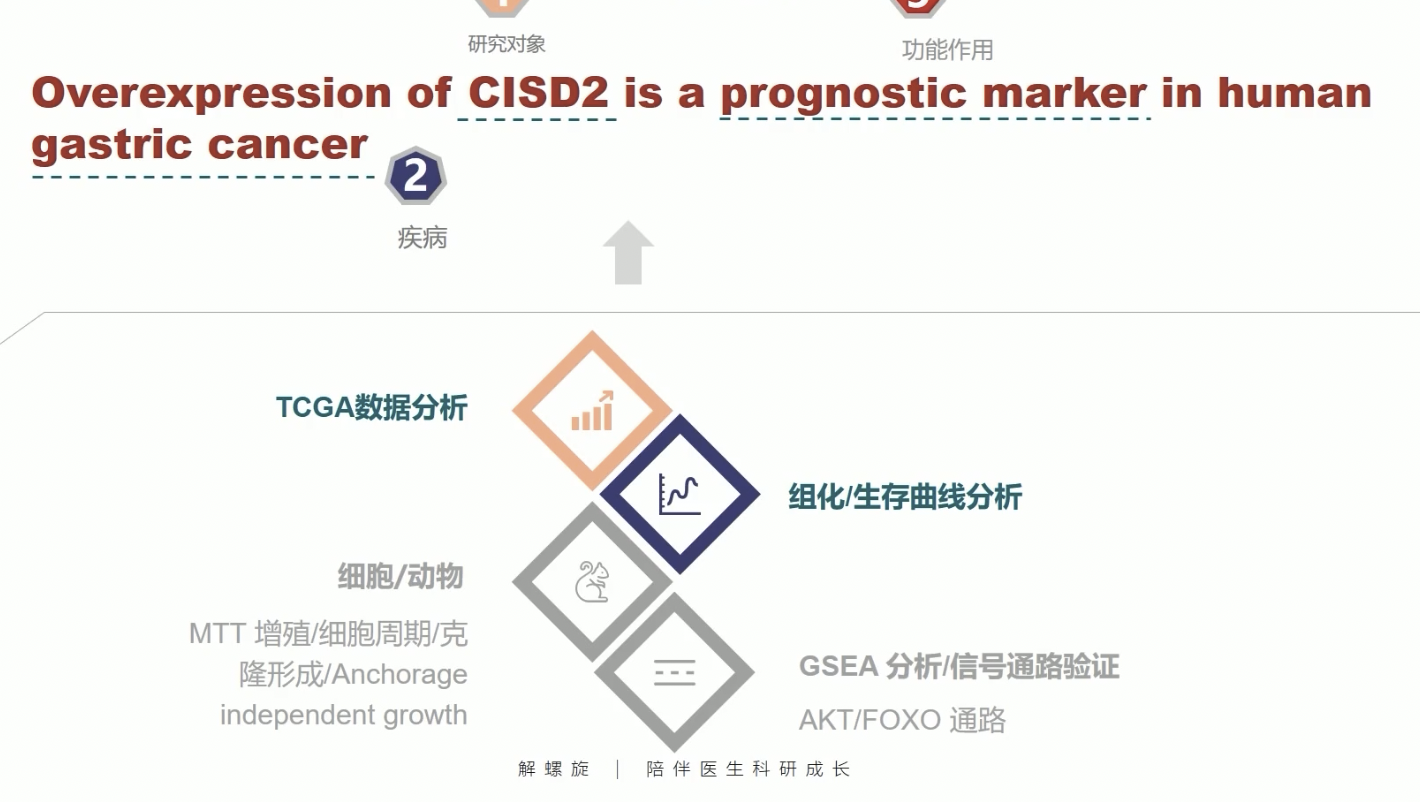 研究对象
功能作用
Overexpression of CISD2 is a prognostic marker in human
gastric cancer
2
疾病
TCGA数据分析
组化/生存曲线分析
细胞/动物
MTT 增殖/细胞周期/克
隆形成/Anchorage
independent growth
GSEA 分析/信号通路验证
AKT/FOXO 通路
解螺旋 | 陪伴医生科研成长